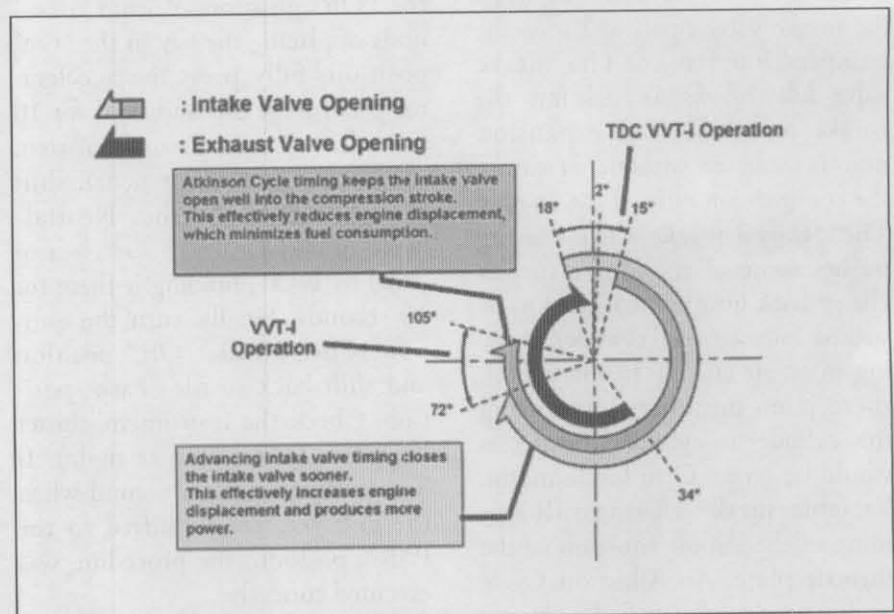 : Intake Valve Opening
: Exhaust Valve Opening
TDC VVT-I Operation
Atkinson Cycle timing keeps the intake valve
open well into the compression stroke.
This effectively reduces engine displacement,
which minimizes fuel consumption.
18°
2°
15°
VVT-I
Operation
105°
72°
34°
Advancing intake valve timing closes
the intake valve sooner.
This effectively increases engine
displacement and produces more
power.